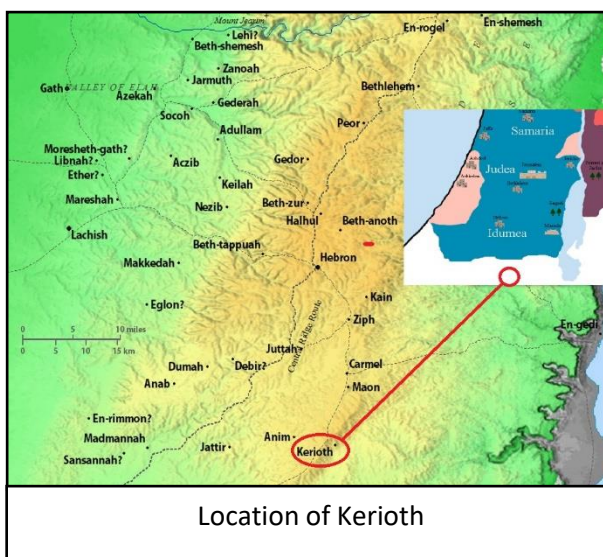 Mount Jearim
En-shemesh
En-rogel
Lehi?
Beth-shemesh
Zanoah
Gath
VALLEY OF ELAH
Jarmuth
Azekah
Bethlehem
Gederah
Socoh
Peor
Adullam
Samaria
Moresheth-gath?
Libnah?
Aczib
Gedor
Ether?
Keilah
Judea
Mareshah
Nezib
Beth-zur
Halhul
Beth-anoth
Lachish
Idumea
Beth-tappuah
Hebron
Makkedah
Kain
Eglon?
Ziph
En-gedi
0 5 10 miles
0 5 10 15 km
Juttah
Central Ridge Route
Dumah
Debir?
Carmel
Anab
Maon
En-rimmon?
Madmannah
Anim
Jattir
Kerioth
Sansannah?
Location of Kerioth